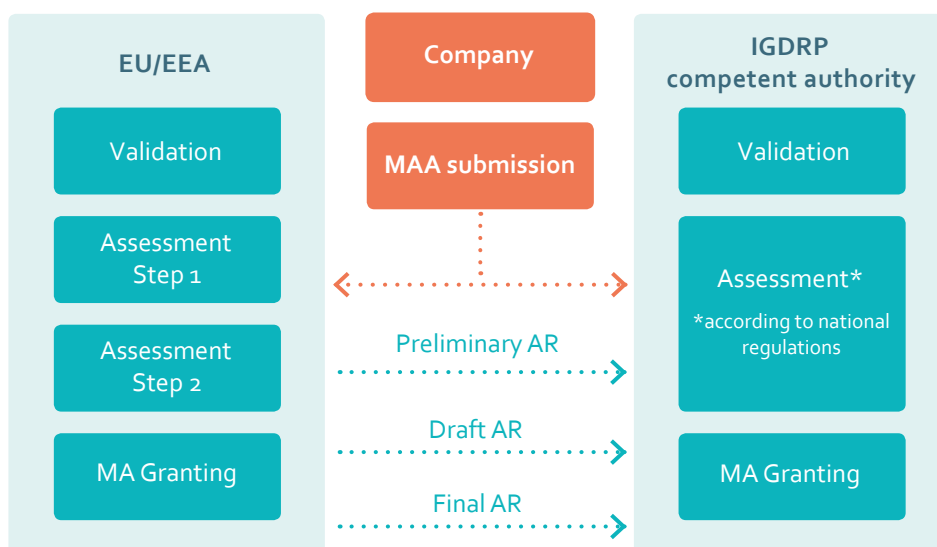 EU/EEA
Validation
Assessment
Step 1
Assessment
Step 2
MA Granting
Company
MAA submission
Preliminary AR
Draft AR
Final AR
IGDRP
competent authority
Validation
Assessment*
*according to national
regulations
MA Granting